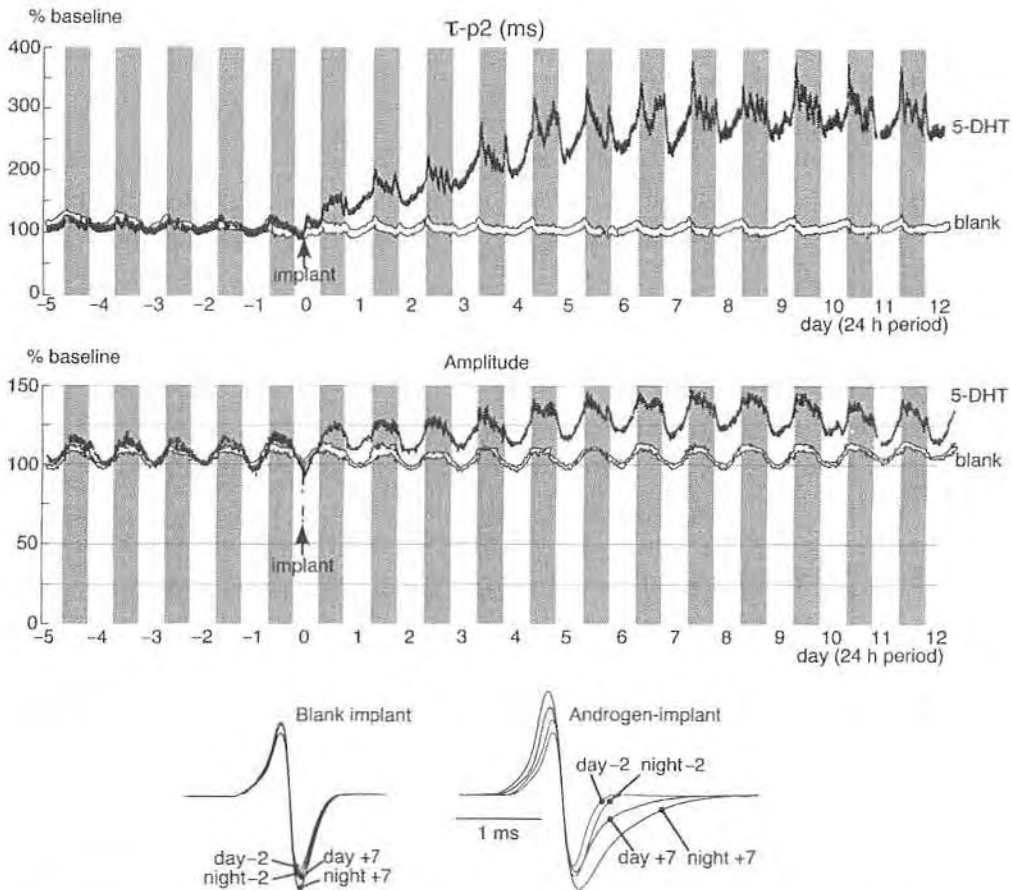 % baseline
τ-p2 (ms)
400
300
200
100
0
5-DHT
blank
implant
-5 -4 -3 -2 -1 0 1 2 3 4 5 6 7 8 9 10 11 12
day (24 h period)
% baseline
Amplitude
150
100
50
0
5-DHT
blank
implant
-5 -4 -3 -2 -1 0 1 2 3 4 5 6 7 8 9 10 11 12
day (24 h period)
Blank implant
day-2
night-2
day +7
night +7
Androgen-implant
day-2 night-2
1 ms
day +7
night +7